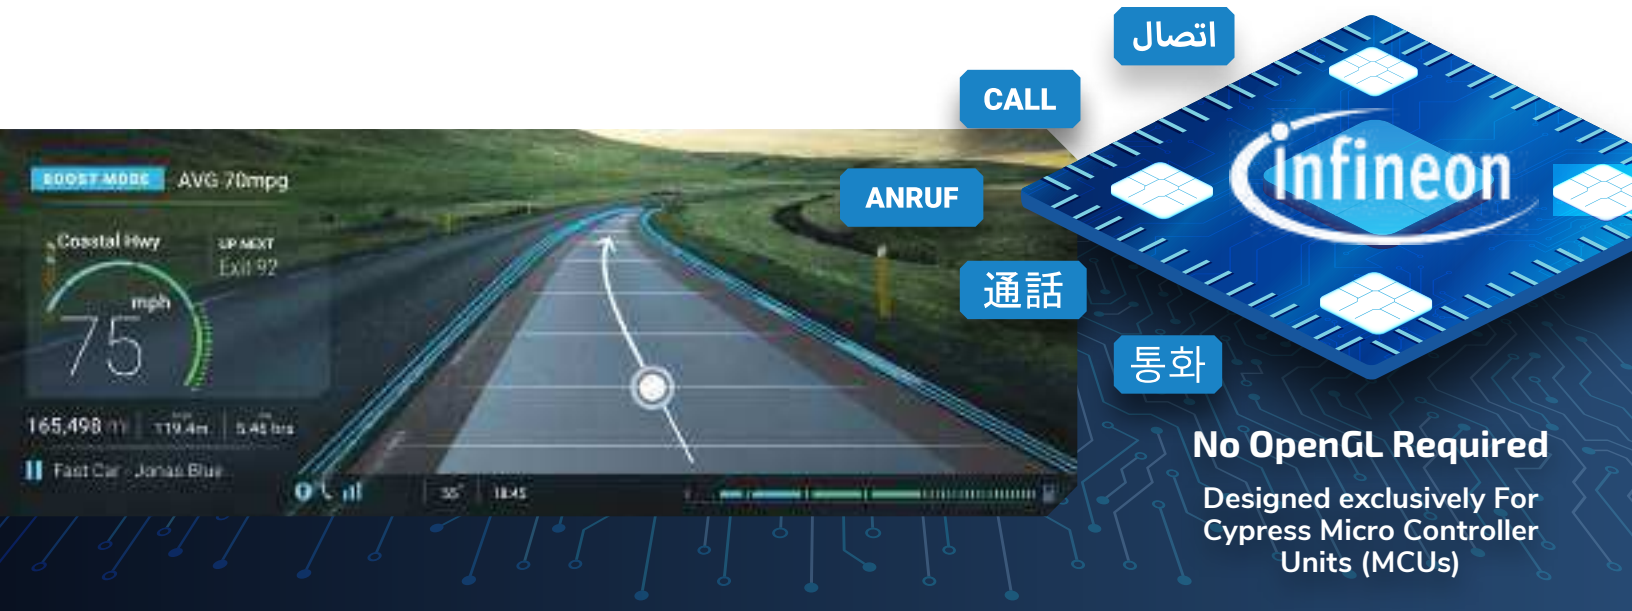 اتصال
CALL
ANRUF
通話
통화
infineon
BOOST MODE AVG 70mpg
Coastal Hwy
UP NEXT
Exit 92
mph
75
165,498 m 119.4m 5.46 hrs
Fast Car - Jonas Blue
55° 18:45
No OpenGL Required
Designed exclusively For
Cypress Micro Controller
Units (MCUs)